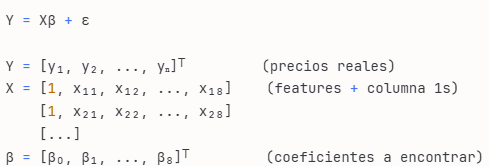 Y = Xβ + ε
Y = [y₁, y₂, ..., yₙ]ᵀ (precios reales)
X = [1, x₁₁, x₁₂, ..., x₁₈] (features + columna 1s)
[1, x₂₁, x₂₂, ..., x₂₈]
[...]
β = [β₀, β₁, ..., β₈]ᵀ (coeficientes a encontrar)